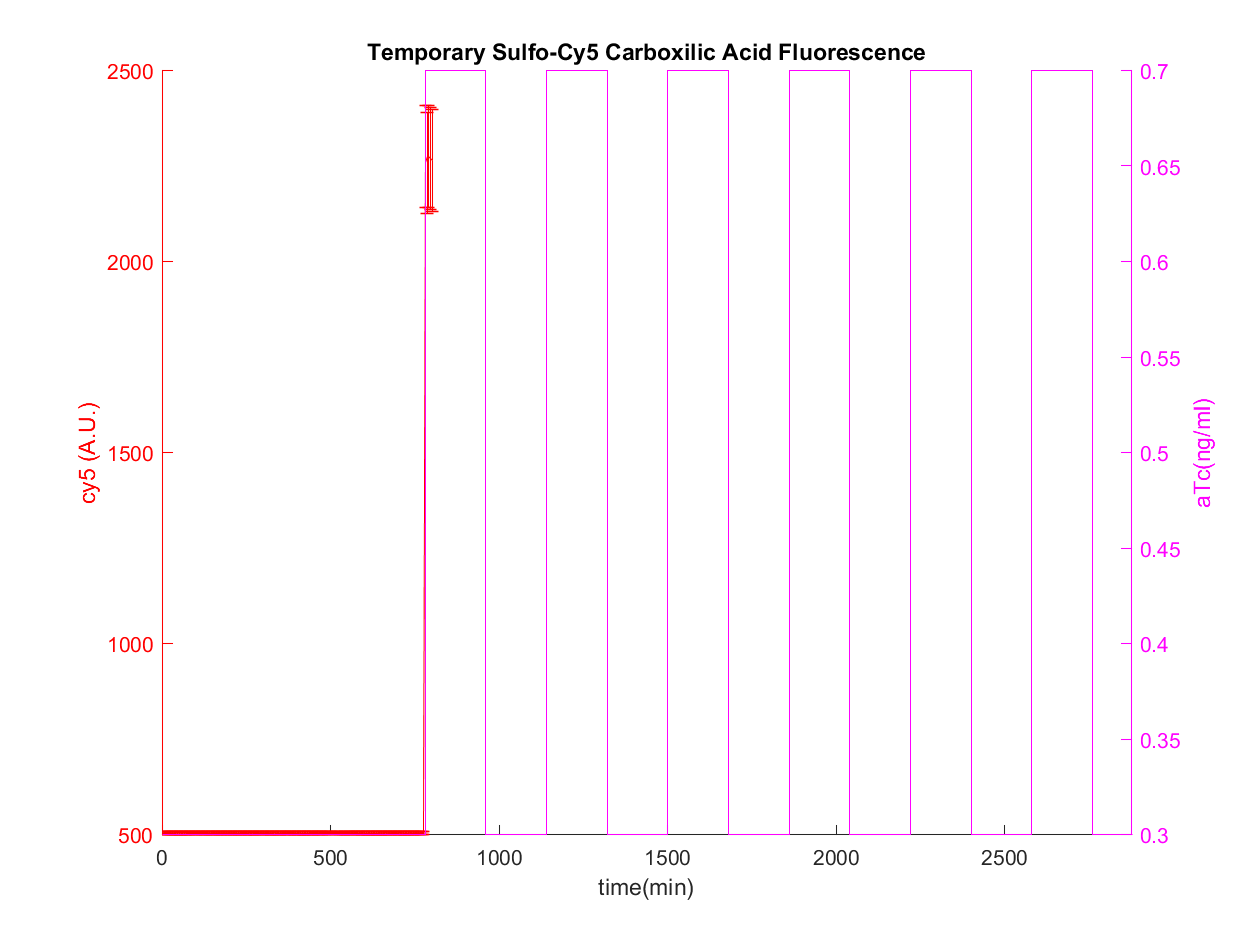 Temporary Sulfo-Cy5 Carboxilic Acid Fluorescence
2500
2000
1500
1000
500
cy5 (A.U.)
0.7
0.65
0.6
0.55
0.5
0.45
0.4
0.35
0.3
aTc(ng/ml)
0 500 1000 1500 2000 2500
time(min)